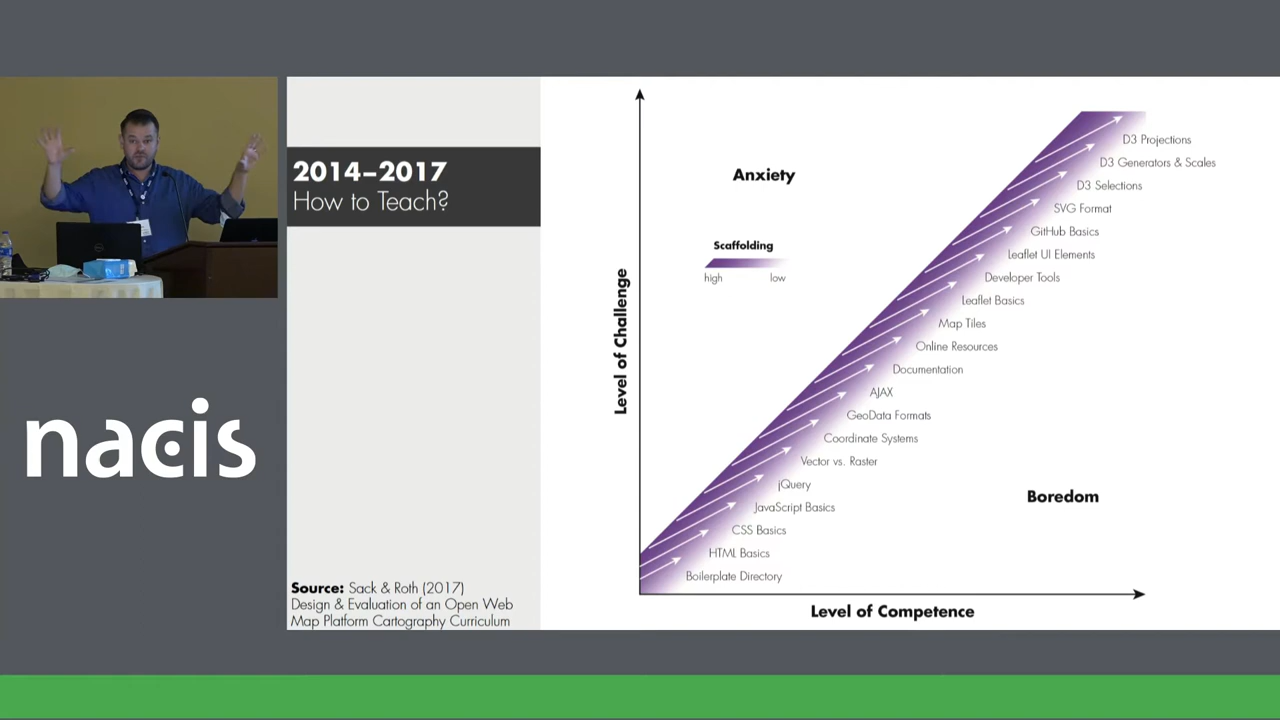 2014–2017
How to Teach?
Source: Sack & Roth (2017)
Design & Evaluation of an Open Web
Map Platform Cartography Curriculum
nacis
Anxiety
Scaffolding
high low
Level of Challenge
D3 Projections
D3 Generators & Scales
D3 Selections
SVG Format
GitHub Basics
Leaflet UI Elements
Developer Tools
Leaflet Basics
Map Tiles
Online Resources
Documentation
AJAX
GeoData Formats
Coordinate Systems
Vector vs. Raster
jQuery
JavaScript Basics
CSS Basics
HTML Basics
Boilerplate Directory
Boredom
Level of Competence